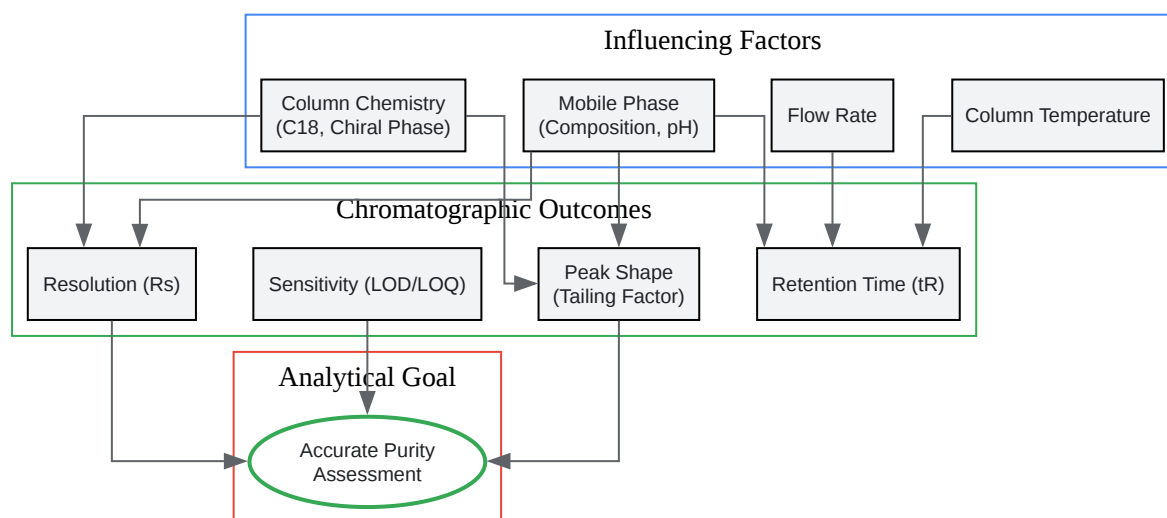 Influencing Factors
Column Chemistry
(C18, Chiral Phase)
Mobile Phase
(Composition, pH)
Flow Rate
Column Temperature
Chromatographic Outcomes
Resolution (Rs)
Sensitivity (LOD/LOQ)
Peak Shape
(Tailing Factor)
Retention Time (tR)
Analytical Goal
Accurate Purity
Assessment